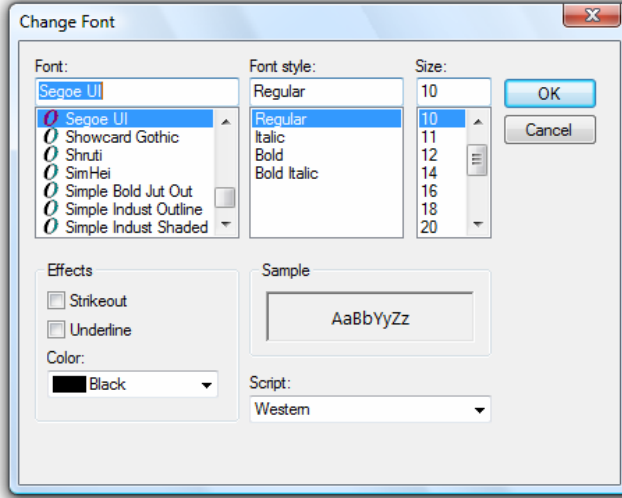 Change Font
Font:
Font style:
Size:
Segoe UI
Regular
10
OK
Cancel
Segoe UI
Showcard Gothic
Shruti
SimHei
Simple Bold Jut Out
Simple Indust Outline
Simple Indust Shaded
Regular
Italic
Bold
Bold Italic
10
11
12
14
16
18
20
Effects
Strikeout
Underline
Color:
Black
Sample
AaBbYyZz
Script:
Western